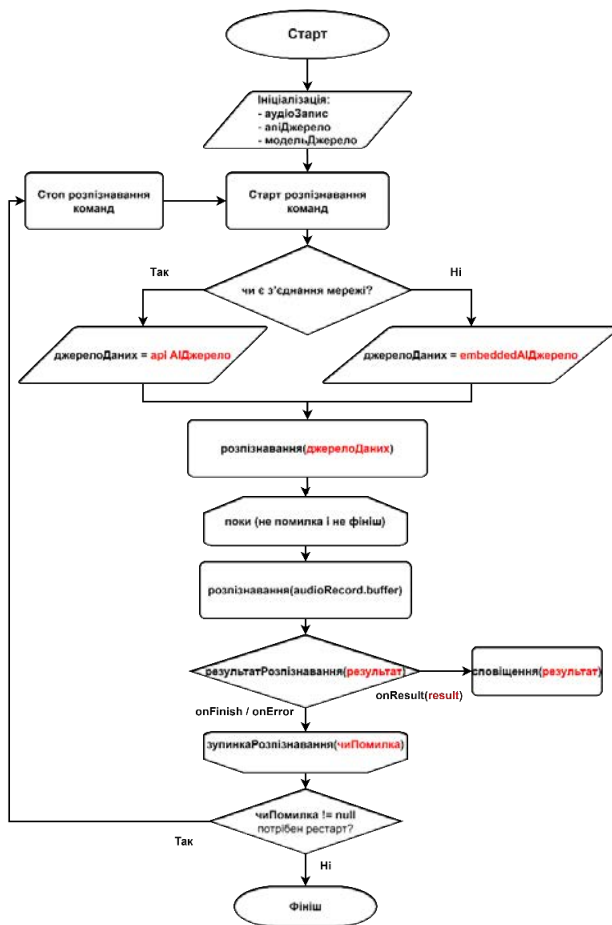 Старт
Ініціалізація:
- аудіоЗапис
- апіДжерело
- модельДжерело
Стоп розпізнавання
команд
Старт розпізнавання
команд
Так
чи є з'єднання мережі?
Ні
джерелоДаних = api АІДжерело
джерелоДаних = embeddedАІДжерело
розпізнавання(джерелоДаних)
поки (не помилка і не фініш)
розпізнавання(audioRecord.buffer)
результатРозпізнавання(результат)
сповіщення(результат)
onResult(result)
onFinish / onError
зупинкаРозпізнавання(чиПомилка)
чиПомилка != null
потрібен рестарт?
Так
Ні
Фініш